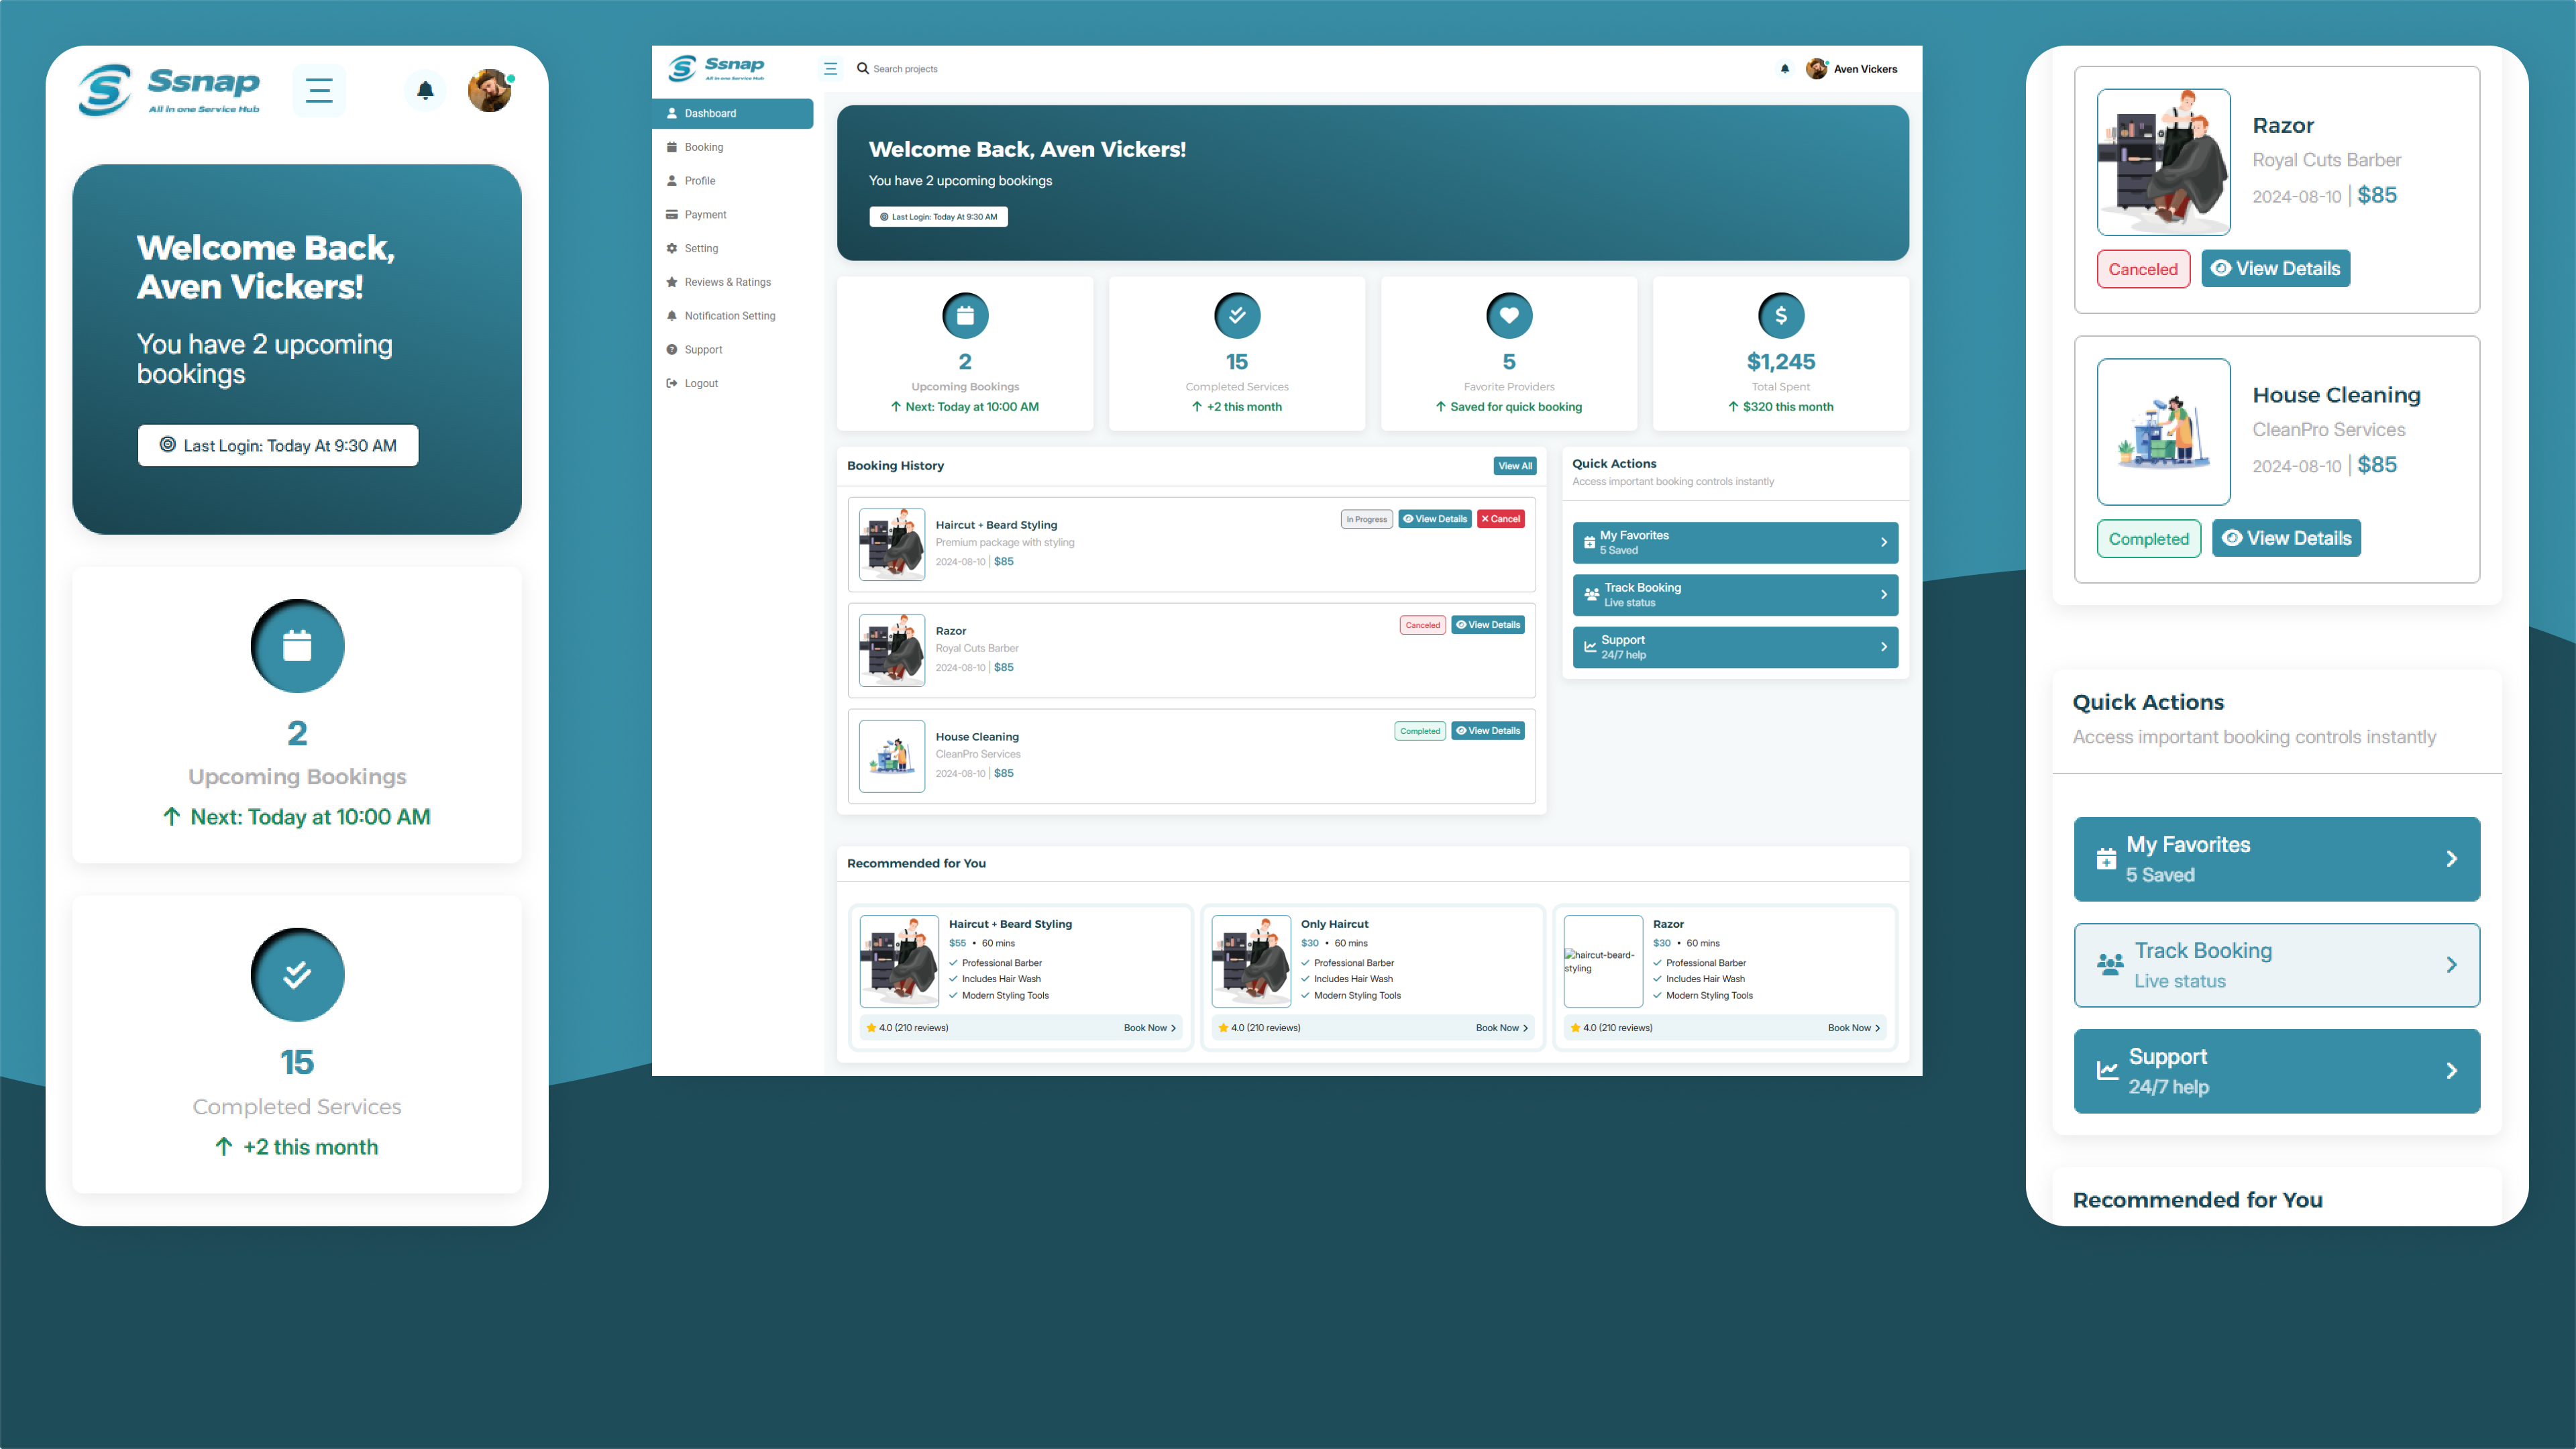 Ssnap
All in one Service Hub
Welcome Back,
Aven Vickers!
You have 2 upcoming
bookings
Last Login: Today At 9:30 AM
2
Upcoming Bookings
Next: Today at 10:00 AM
15
Completed Services
+2 this month
Ssnap
All in one Service Hub
Search projects
Aven Vickers
Dashboard
Booking
Profile
Payment
Setting
Reviews & Ratings
Notification Setting
Support
Logout
Welcome Back, Aven Vickers!
You have 2 upcoming bookings
Last Login: Today At 9:30 AM
2
Upcoming Bookings
Next: Today at 10:00 AM
15
Completed Services
+2 this month
5
Favorite Providers
Saved for quick booking
$1,245
Total Spent
$320 this month
Booking History
View All
Haircut + Beard Styling
Premium package with styling
2024-08-10 | $85
In Progress
View Details
Cancel
Razor
Royal Cuts Barber
2024-08-10 | $85
Canceled
View Details
House Cleaning
CleanPro Services
2024-08-10 | $85
Completed
View Details
Quick Actions
Access important booking controls instantly
My Favorites
5 Saved
Track Booking
Live status
Support
24/7 help
Recommended for You
Haircut + Beard Styling
$55 • 60 mins
Professional Barber
Includes Hair Wash
Modern Styling Tools
4.0 (210 reviews)
Book Now
Only Haircut
$30 • 60 mins
Professional Barber
Includes Hair Wash
Modern Styling Tools
4.0 (210 reviews)
Book Now
haircut-beard-
styling
Razor
$30 • 60 mins
Professional Barber
Includes Hair Wash
Modern Styling Tools
4.0 (210 reviews)
Book Now
Razor
Royal Cuts Barber
2024-08-10 | $85
Canceled
View Details
House Cleaning
CleanPro Services
2024-08-10 | $85
Completed
View Details
Quick Actions
Access important booking controls instantly
My Favorites
5 Saved
Track Booking
Live status
Support
24/7 help
Recommended for You